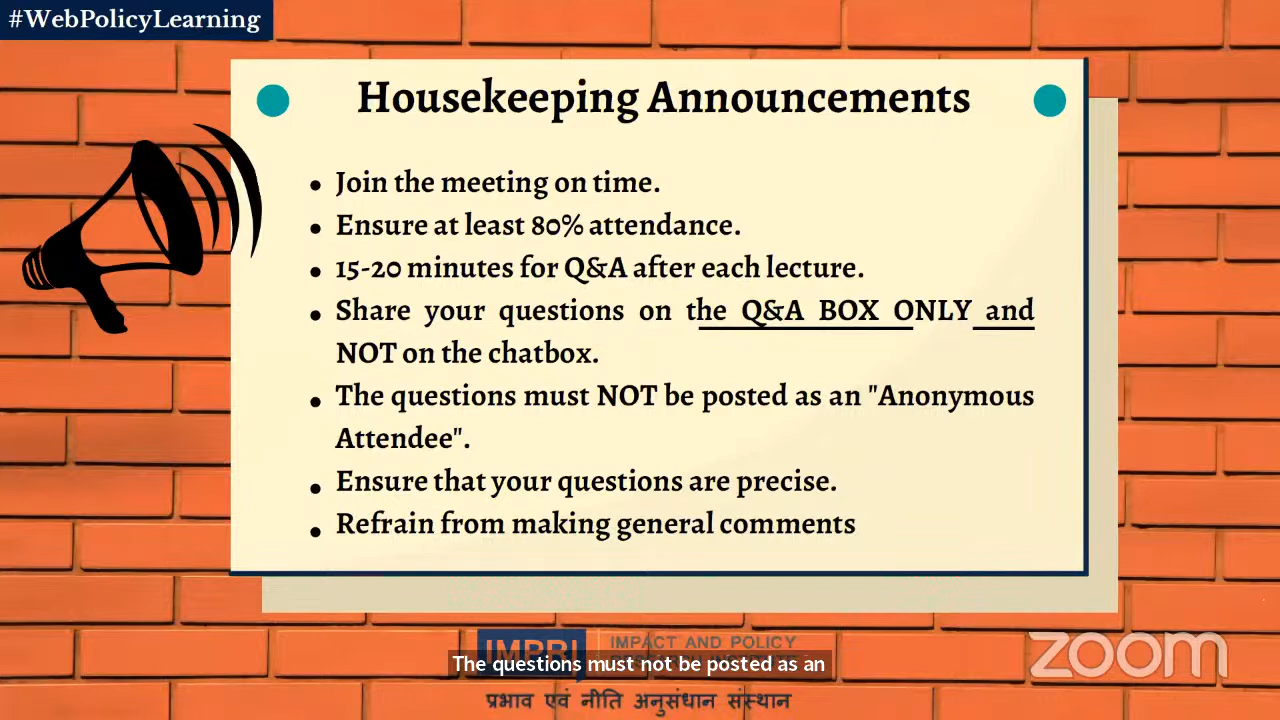 #WebPolicyLearning
Housekeeping Announcements
• Join the meeting on time.
• Ensure at least 80% attendance.
• 15-20 minutes for Q&A after each lecture.
• Share your questions on the Q&A BOX ONLY and
NOT on the chatbox.
• The questions must NOT be posted as an "Anonymous
Attendee".
• Ensure that your questions are precise.
• Refrain from making general comments
IMPRI
IMPACT AND POLICY
The questions must not be posted as an
प्रभाव एवं नीति अनुसंधान संस्थान
zoom